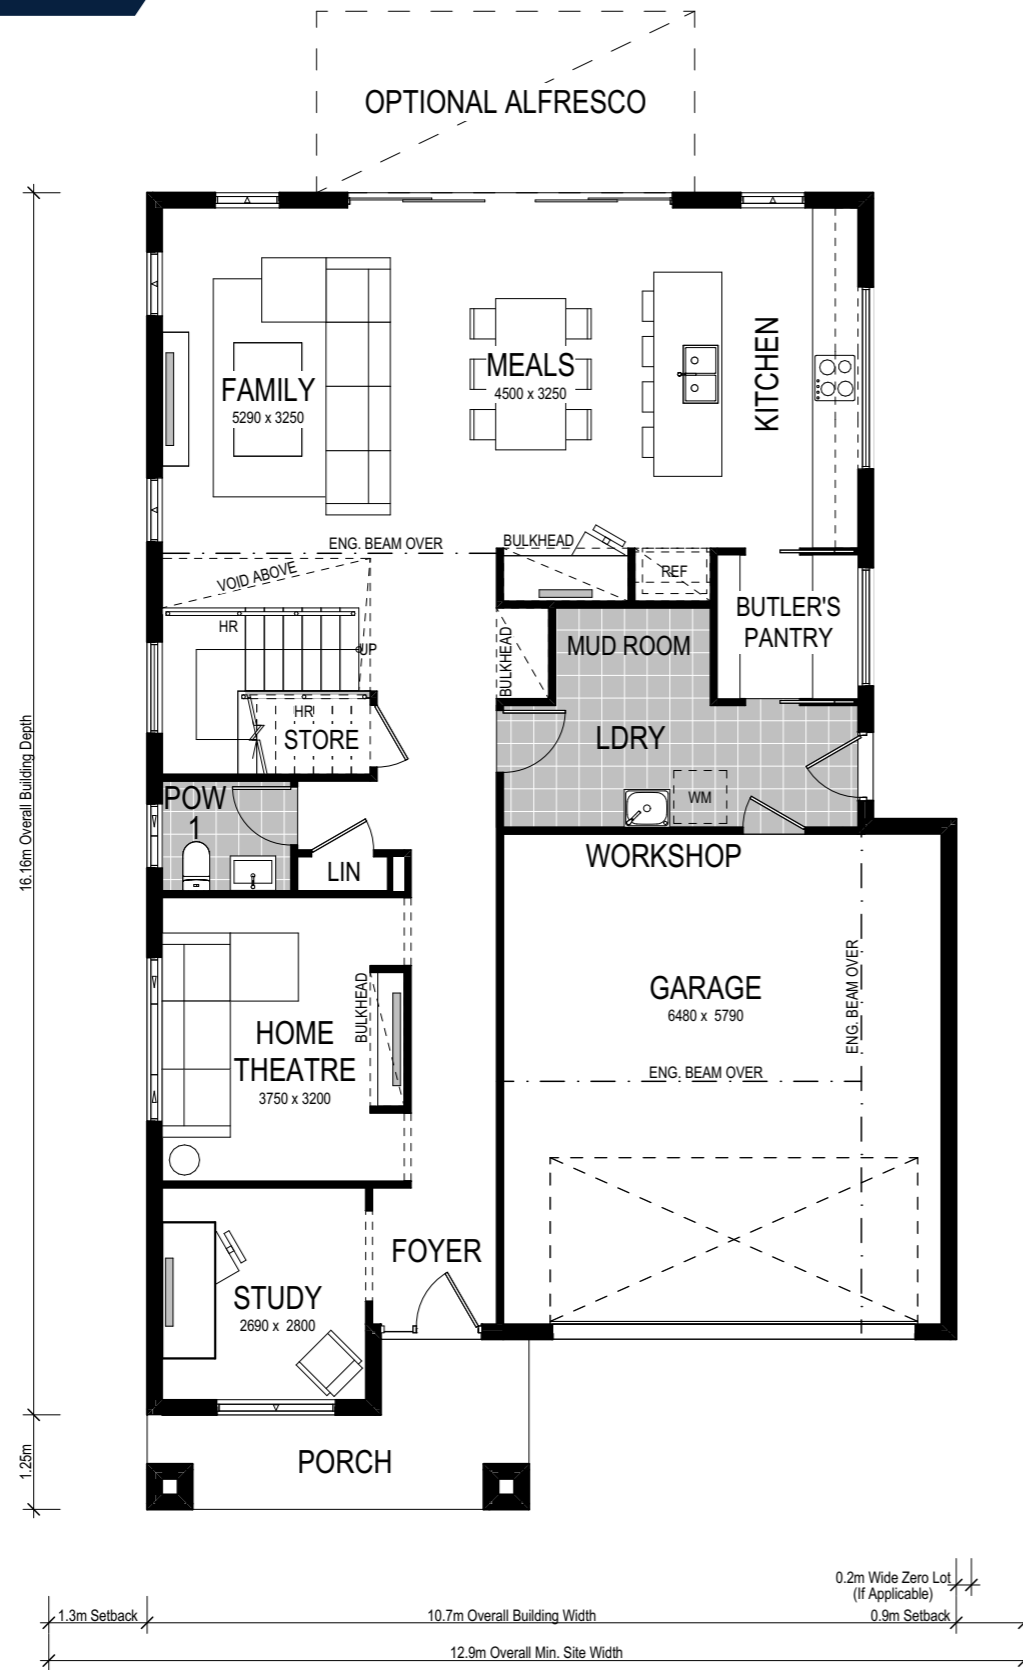 OPTIONAL ALFRESCO
FAMILY
5290 x 3250
MEALS
4500 x 3250
KITCHEN
ENG. BEAM OVER
BULKHEAD
REF
VOID ABOVE
HR
UP
BULKHEAD
MUD ROOM
BUTLER'S
PANTRY
HR
STORE
LDRY
WM
POW
1
LIN
WORKSHOP
16.16m Overall Building Depth
HOME
THEATRE
3750 x 3200
BULKHEAD
GARAGE
6480 x 5790
ENG. BEAM OVER
ENG. BEAM OVER
FOYER
STUDY
2690 x 2800
PORCH
1.25m
0.2m Wide Zero Lot
(If Applicable)
1.3m Setback
10.7m Overall Building Width
0.9m Setback
12.9m Overall Min. Site Width